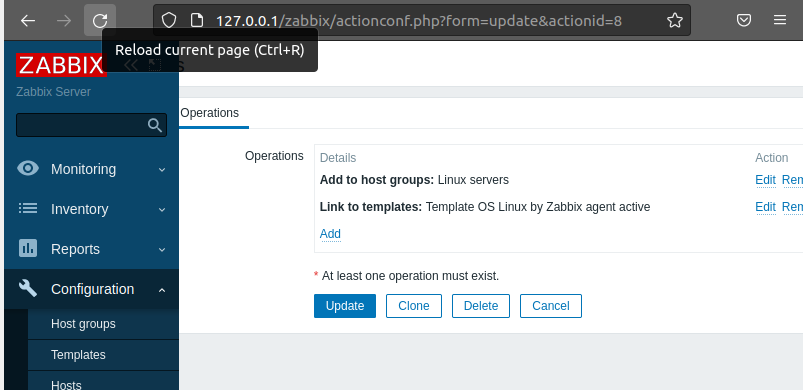 127.0.0.1/zabbix/actionconf.php?form=update&actionid=8
Reload current page (Ctrl+R)
ZABBIX
Zabbix Server
Operations
Operations
Details
Action
Add to host groups: Linux servers
Edit Rem
Link to templates: Template OS Linux by Zabbix agent active
Edit Rem
Add
* At least one operation must exist.
Update
Clone
Delete
Cancel
Monitoring
Inventory
Reports
Configuration
Host groups
Templates
Hosts